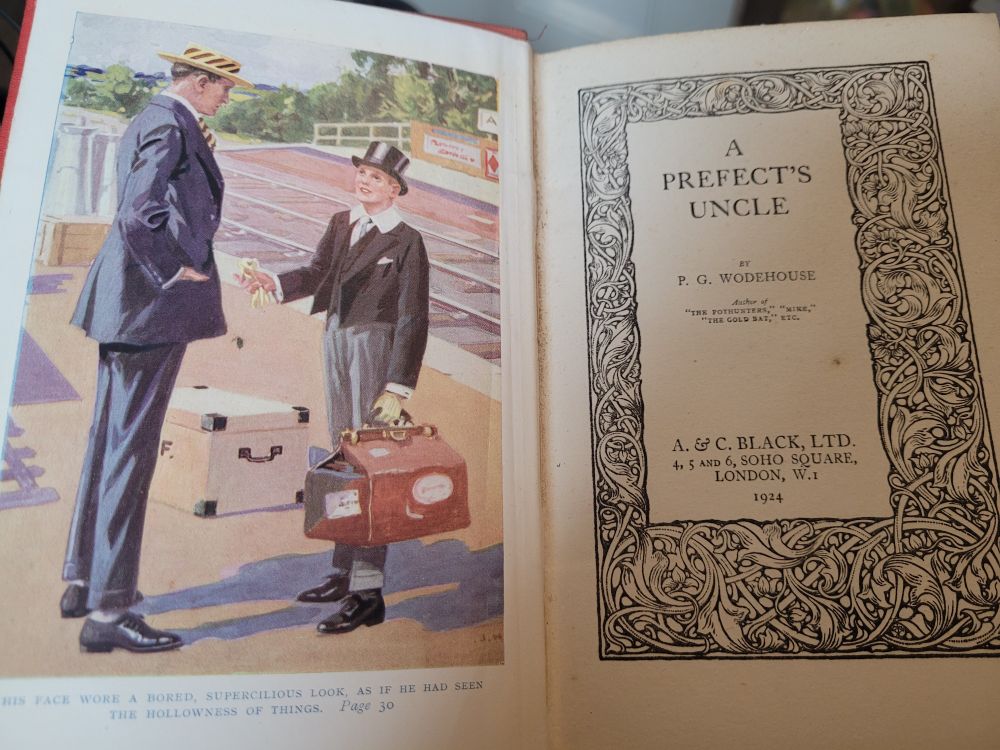 HIS FACE WORE A BORED, SUPERCILIOUS LOOK, AS IF HE HAD SEEN
THE HOLLOWNESS OF THINGS. Page 30
A
PREFECT'S
UNCLE
BY
P. G. WODEHOUSE
Author of
"THE POTHUNTERS," "MIKE,"
"THE GOLD BAT," ETC.
A. & C. BLACK, LTD.
4, 5 AND 6, SOHO SQUARE,
LONDON, W.1
1924
A
F